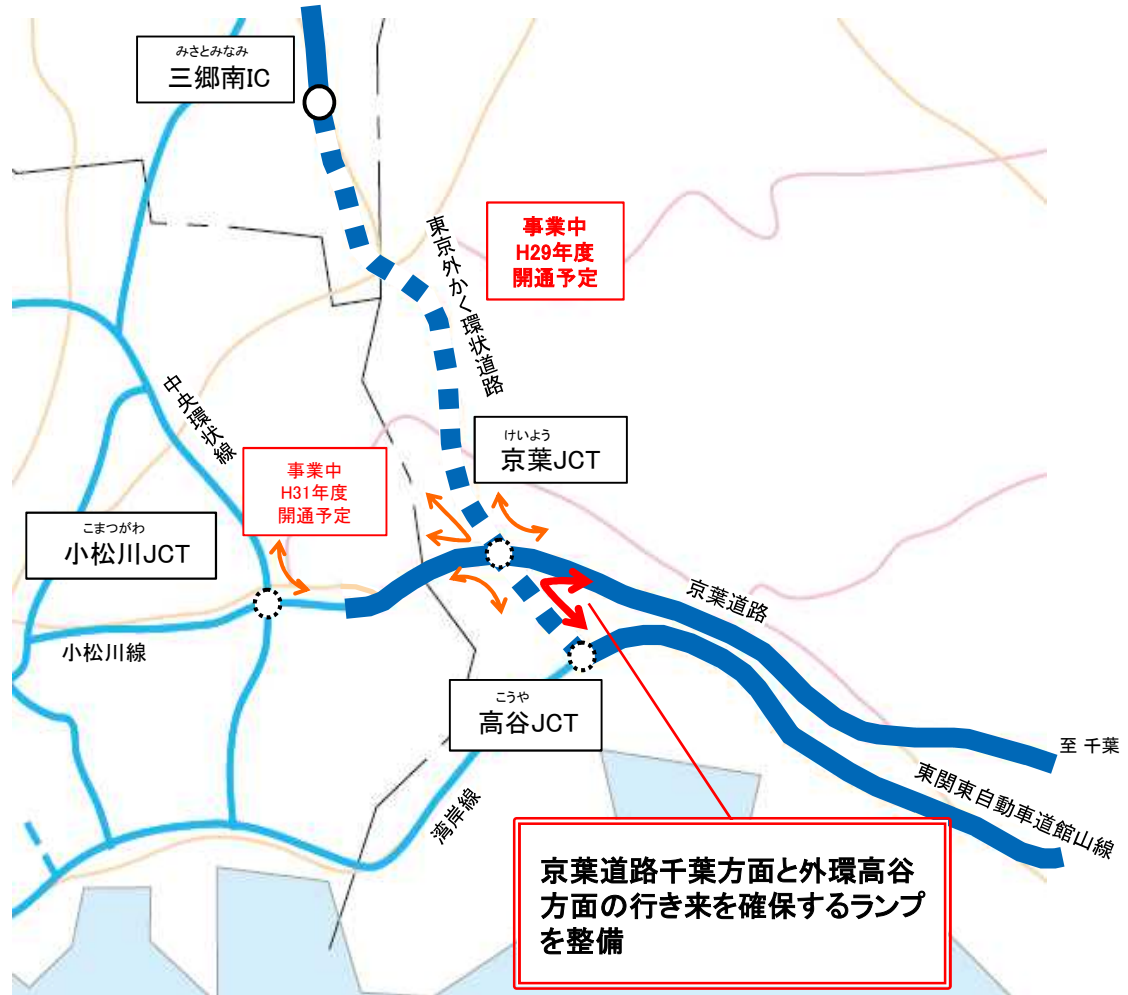 みさとみなみ
三郷南IC
東京外かく環状道路
事業中
H29年度
開通予定
中央環状線
けいよう
京葉JCT
事業中
H31年度
開通予定
こまつがわ
小松川JCT
京葉道路
小松川線
こうや
高谷JCT
至 千葉
東関東自動車道館山線
湾岸線
京葉道路千葉方面と外環高谷
方面の行き来を確保するランプ
を整備